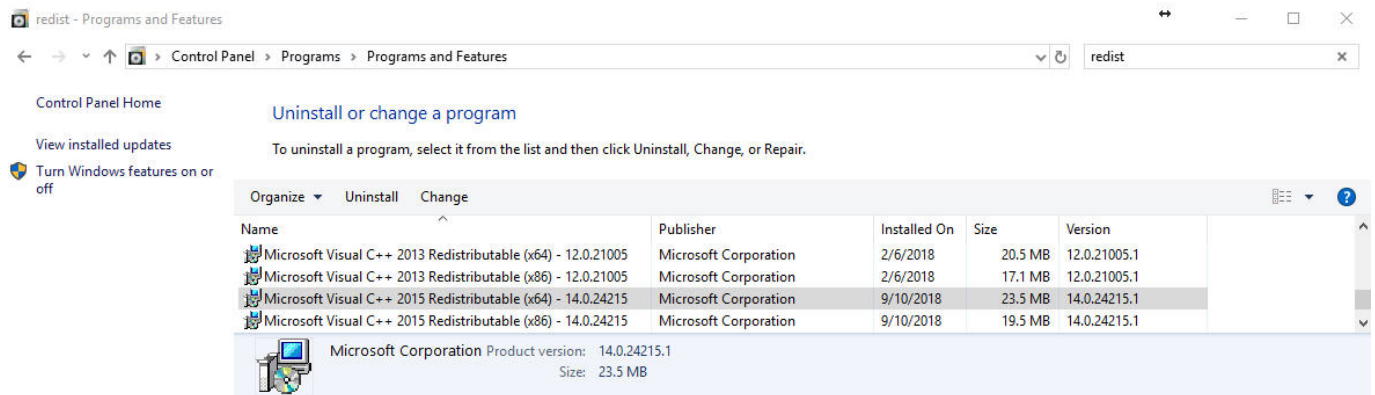 redist - Programs and Features
Control Panel > Programs > Programs and Features
redist
Control Panel Home
View installed updates
Turn Windows features on or
off
Uninstall or change a program
To uninstall a program, select it from the list and then click Uninstall, Change, or Repair.
Organize Uninstall Change
Name Publisher Installed On Size Version
Microsoft Visual C++ 2013 Redistributable (x64) - 12.0.21005 Microsoft Corporation 2/6/2018 20.5 MB 12.0.21005.1
Microsoft Visual C++ 2013 Redistributable (x86) - 12.0.21005 Microsoft Corporation 2/6/2018 17.1 MB 12.0.21005.1
Microsoft Visual C++ 2015 Redistributable (x64) - 14.0.24215 Microsoft Corporation 9/10/2018 23.5 MB 14.0.24215.1
Microsoft Visual C++ 2015 Redistributable (x86) - 14.0.24215 Microsoft Corporation 9/10/2018 19.5 MB 14.0.24215.1
Microsoft Corporation Product version: 14.0.24215.1
Size: 23.5 MB